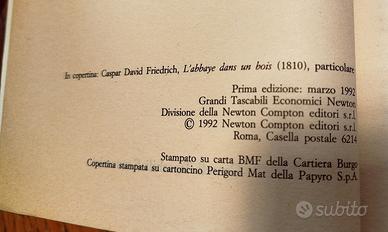 In copertina: Caspar David Friedrich, L'abbaye dans un bois (1810), particolare
Prima edizione: marzo 1992
Grandi Tascabili Economici Newton
Divisione della Newton Compton editori s.r.l.
© 1992 Newton Compton editori s.r.l.
Roma, Casella postale 6214
Stampato su carta BMF della Cartiera Burgo
Copertina stampata su cartoncino Perigord Mat della Papyro S.p.A.
subito